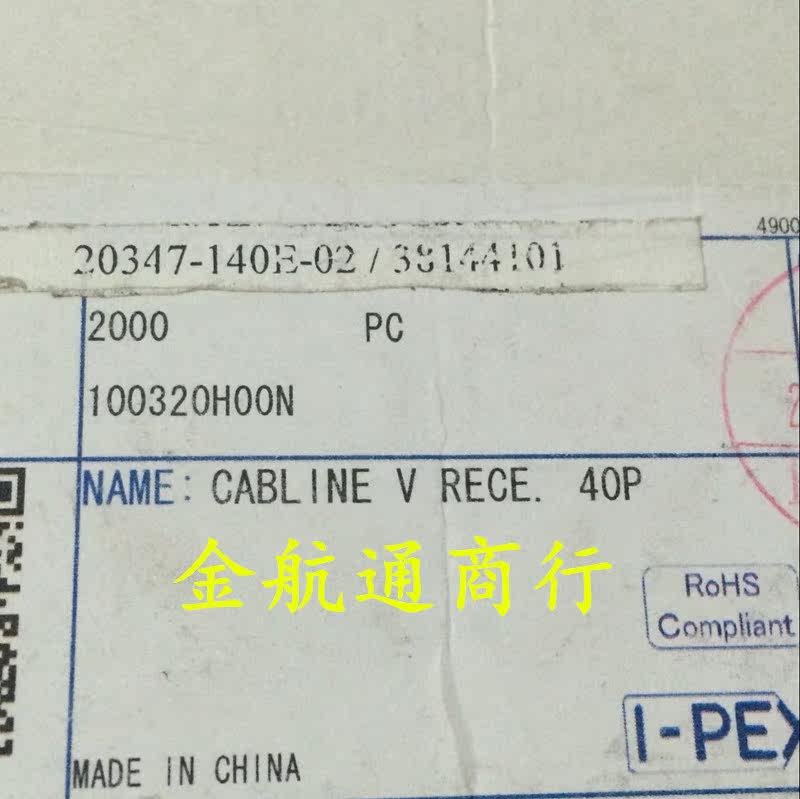 4900
20347-140E-02 / 38144101
2000 PC
100320H00N
NAME: CABLINE V RECE. 40P
金航通商行
RoHS
Compliant
I-PEX
MADE IN CHINA